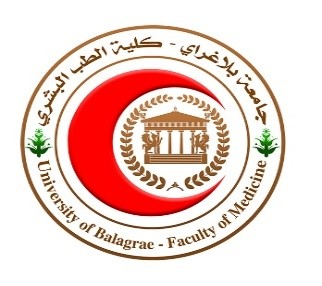 جامعة بلاغراي - كلية الطب البشري
University of Balagrae - Faculty of Medicine